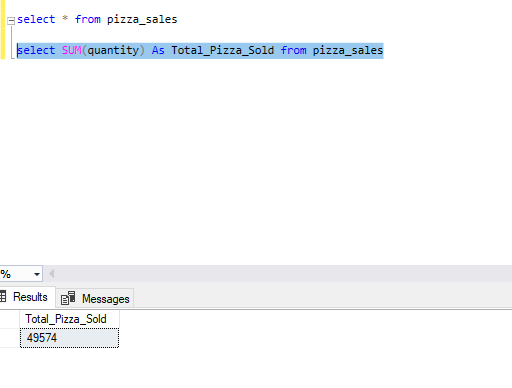 select * from pizza_sales
select SUM(quantity) As Total_Pizza_Sold from pizza_sales
%
Results Messages
Total_Pizza_Sold
49574